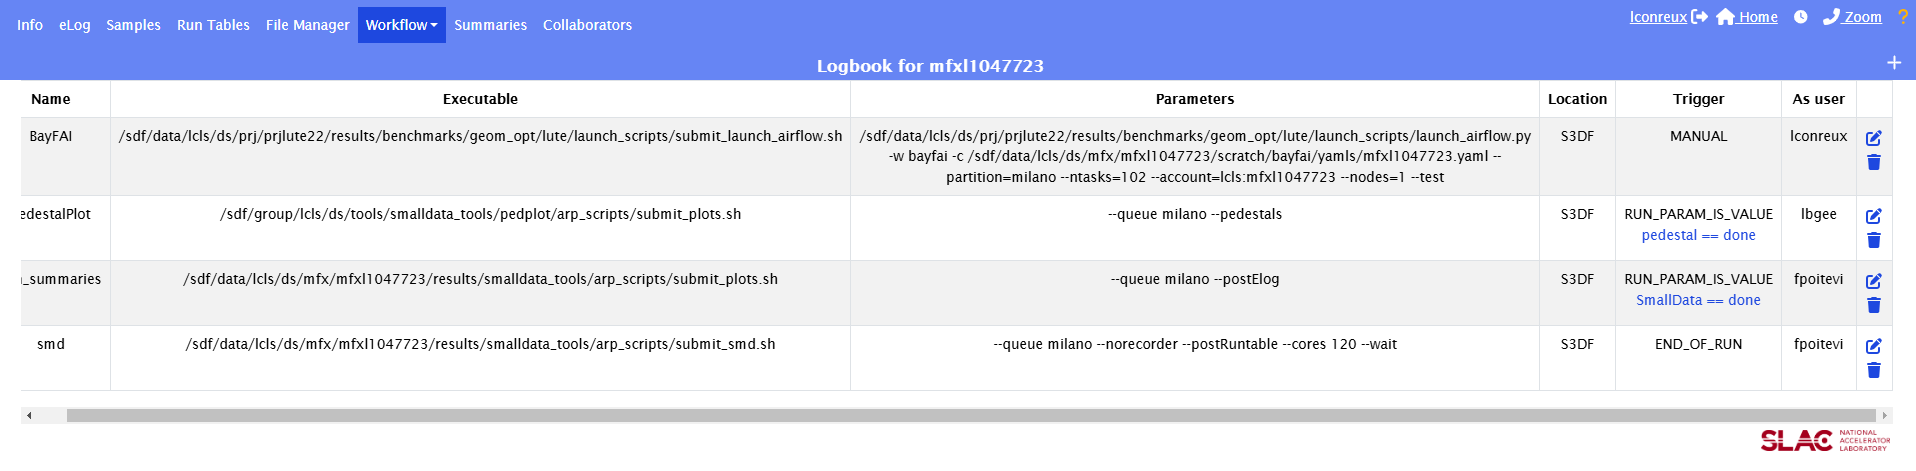 Info eLog Samples Run Tables File Manager Workflow Summaries Collaborators lconreux Home Zoom ?
Logbook for mfxl1047723 +
Name Executable Parameters Location Trigger As user
BayFAI /sdf/data/lcls/ds/prj/prjlute22/results/benchmarks/geom_opt/lute/launch_scripts/submit_launch_airflow.sh /sdf/data/lcls/ds/prj/prjlute22/results/benchmarks/geom_opt/lute/launch_scripts/launch_airflow.py S3DF MANUAL lconreux
-w bayfai -c /sdf/data/lcls/ds/mfx/mfxl1047723/scratch/bayfai/yamls/mfxl1047723.yaml --
partition=milano --ntasks=102 --account=lcls:mfxl1047723 --nodes=1 --test
edestalPlot /sdf/group/lcls/ds/tools/smalldata_tools/pedplot/arp_scripts/submit_plots.sh --queue milano --pedestals S3DF RUN_PARAM_IS_VALUE lbgee
pedestal == done
_summaries /sdf/data/lcls/ds/mfx/mfxl1047723/results/smalldata_tools/arp_scripts/submit_plots.sh --queue milano --postElog S3DF RUN_PARAM_IS_VALUE fpoitevi
SmallData == done
smd /sdf/data/lcls/ds/mfx/mfxl1047723/results/smalldata_tools/arp_scripts/submit_smd.sh --queue milano --norecorder --postRuntable --cores 120 --wait S3DF END_OF_RUN fpoitevi
SLAC NATIONAL
ACCELERATOR
LABORATORY